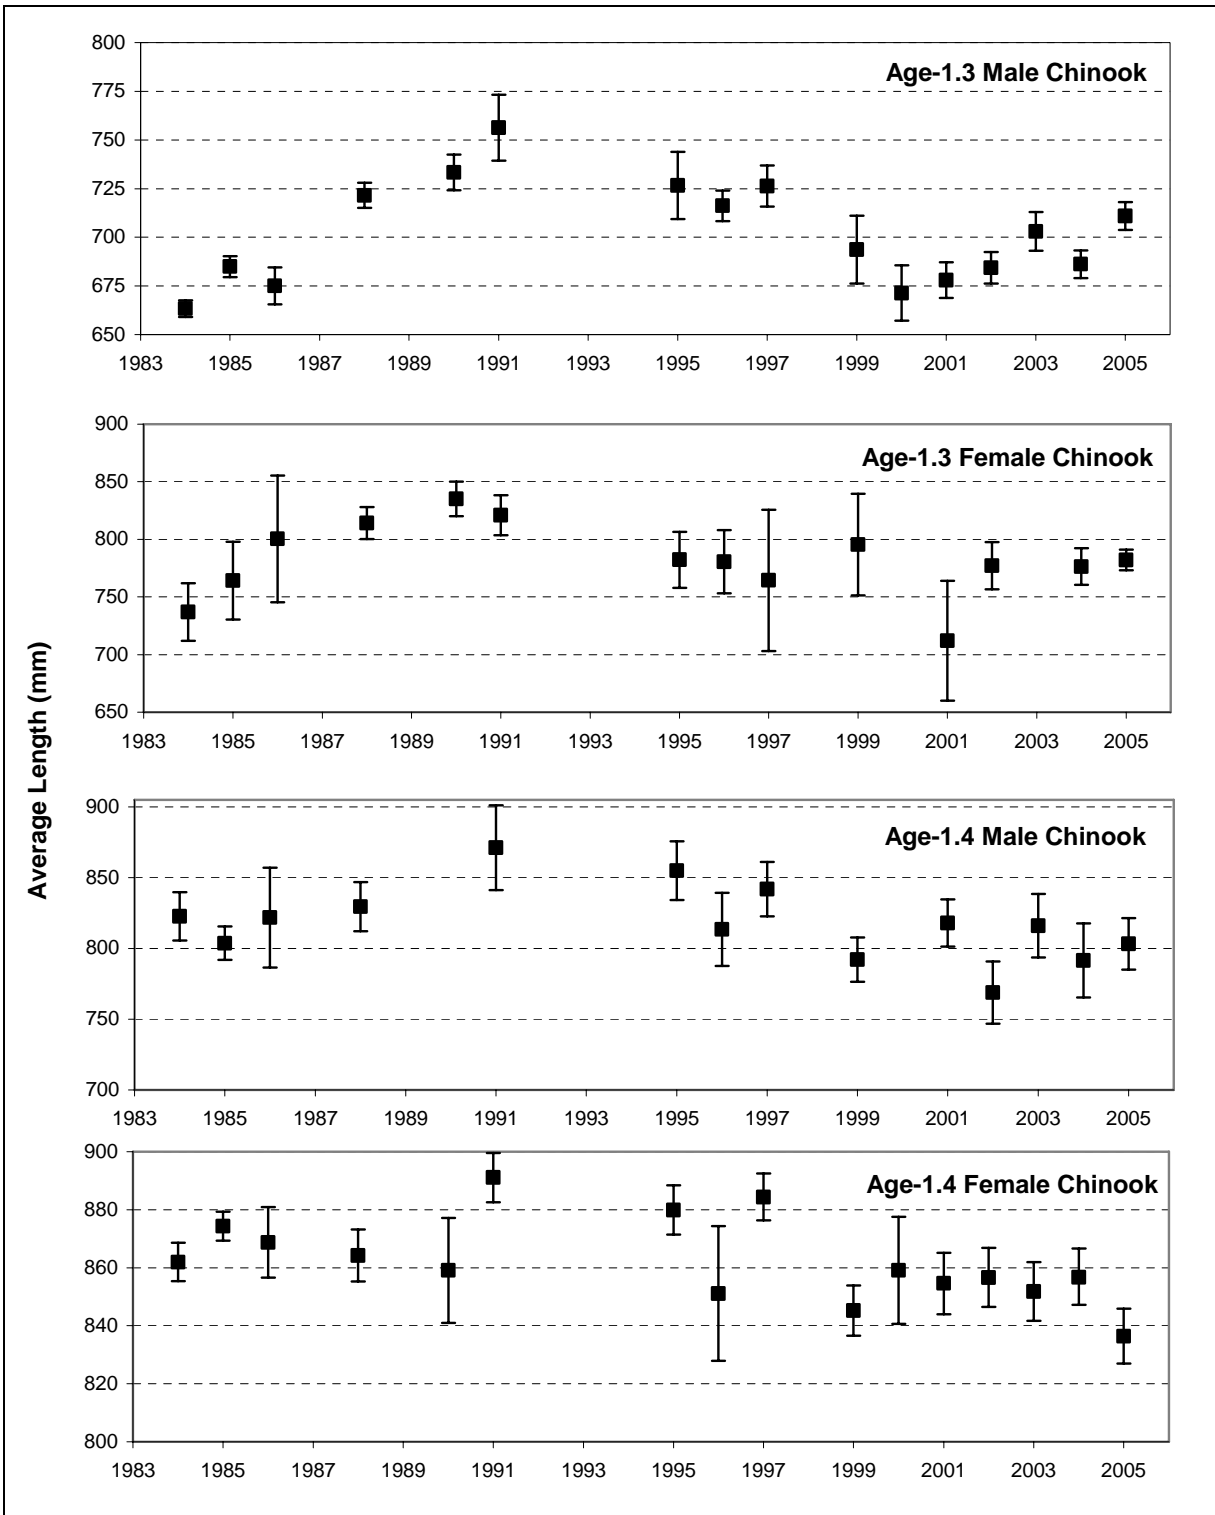 Average Length (mm)
Age-1.3 Male Chinook
800
775
750
725
700
675
650
1983 1985 1987 1989 1991 1993 1995 1997 1999 2001 2003 2005
Age-1.3 Female Chinook
900
850
800
750
700
650
1983 1985 1987 1989 1991 1993 1995 1997 1999 2001 2003 2005
Age-1.4 Male Chinook
900
850
800
750
700
1983 1985 1987 1989 1991 1993 1995 1997 1999 2001 2003 2005
Age-1.4 Female Chinook
900
880
860
840
820
800
1983 1985 1987 1989 1991 1993 1995 1997 1999 2001 2003 2005